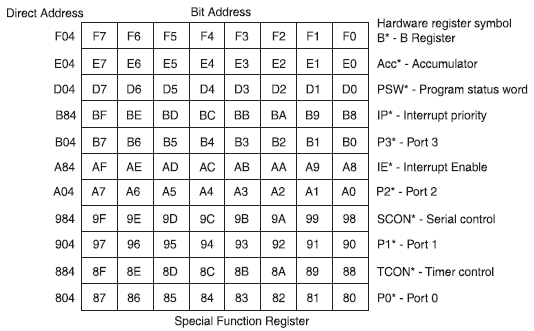 Direct Address Bit Address
Hardware register symbol
F04 F7 F6 F5 F4 F3 F2 F1 F0 B* - B Register
E04 E7 E6 E5 E4 E3 E2 E1 E0 Acc* - Accumulator
D04 D7 D6 D5 D4 D3 D2 D1 D0 PSW* - Program status word
B84 BF BE BD BC BB BA B9 B8 IP* - Interrupt priority
B04 B7 B6 B5 B4 B3 B2 B1 B0 P3* - Port 3
A84 AF AE AD AC AB AA A9 A8 IE* - Interrupt Enable
A04 A7 A6 A5 A4 A3 A2 A1 A0 P2* - Port 2
984 9F 9E 9D 9C 9B 9A 99 98 SCON* - Serial control
904 97 96 95 94 93 92 91 90 P1* - Port 1
884 8F 8E 8D 8C 8B 8A 89 88 TCON* - Timer control
804 87 86 85 84 83 82 81 80 P0* - Port 0
Special Function Register